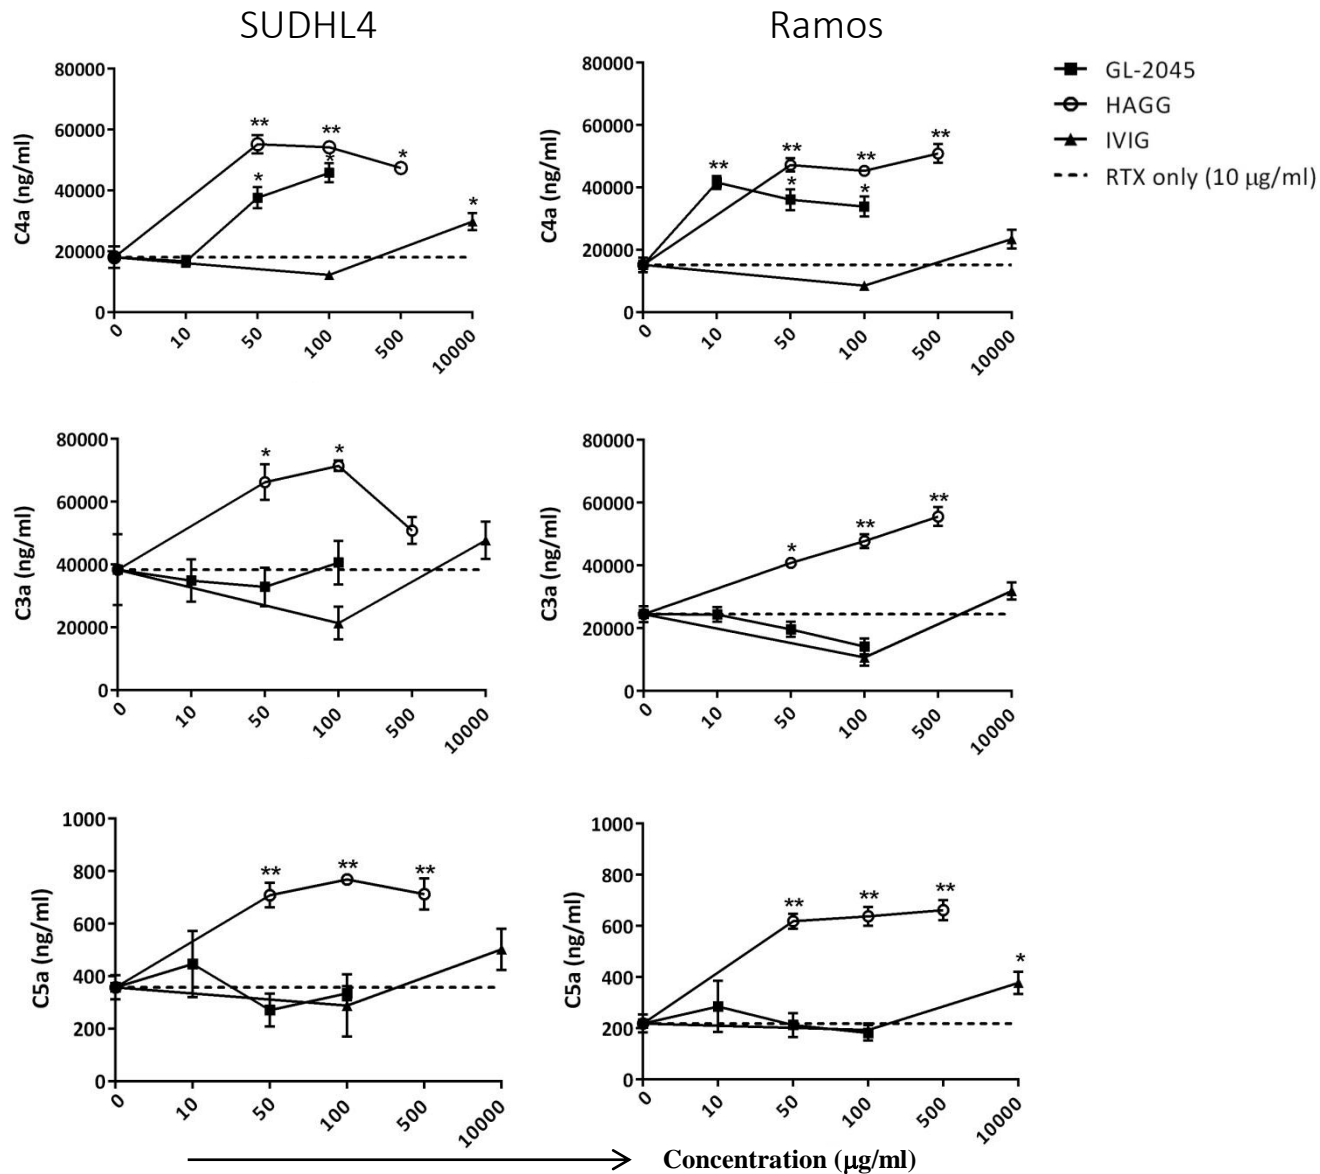 SUDHL4
Ramos
GL-2045
HAGG
IVIG
RTX only (10 μg/ml)
C4a (ng/ml)
80000
60000
40000
20000
0
** ** * * * *
0 10 50 100 500 10000
C4a (ng/ml)
80000
60000
40000
20000
0
** ** ** ** * *
0 10 50 100 500 10000
C3a (ng/ml)
80000
60000
40000
20000
0
* *
0 10 50 100 500 10000
C3a (ng/ml)
80000
60000
40000
20000
0
* ** **
0 10 50 100 500 10000
C5a (ng/ml)
1000
800
600
400
200
0
** ** **
0 10 50 100 500 10000
C5a (ng/ml)
1000
800
600
400
200
0
** ** ** *
0 10 50 100 500 10000
Concentration (μg/ml)